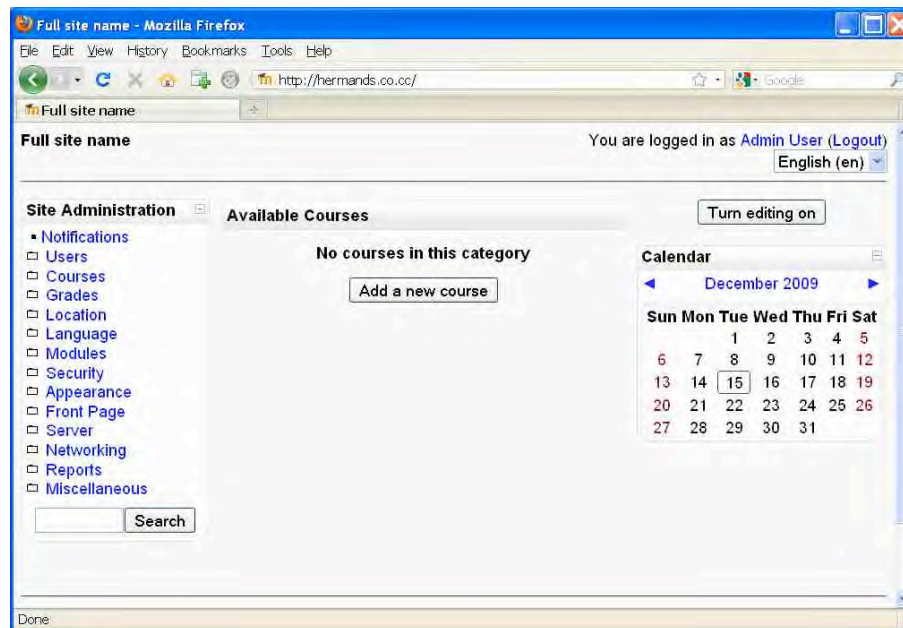 Full site name - Mozilla Firefox
File Edit View History Bookmarks Tools Help
http://hermands.co.cc/
Google
Full site name
Full site name
You are logged in as Admin User (Logout)
English (en)
Site Administration
Notifications
Users
Courses
Grades
Location
Language
Modules
Security
Appearance
Front Page
Server
Networking
Reports
Miscellaneous
Search
Available Courses
No courses in this category
Add a new course
Turn editing on
Calendar
December 2009
Sun Mon Tue Wed Thu Fri Sat
1 2 3 4 5
6 7 8 9 10 11 12
13 14 15 16 17 18 19
20 21 22 23 24 25 26
27 28 29 30 31
Done